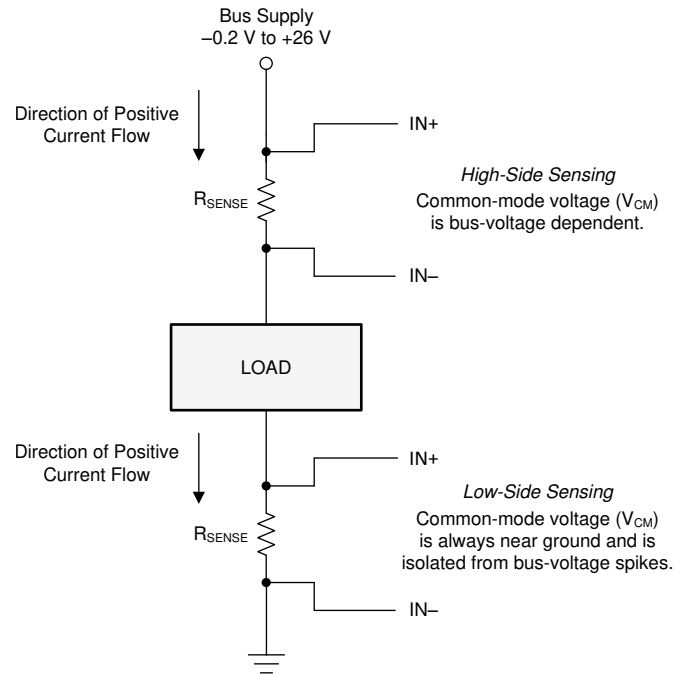 Bus Supply
–0.2 V to +26 V
Direction of Positive
Current Flow
IN+
RSENSE
High-Side Sensing
Common-mode voltage (VCM)
is bus-voltage dependent.
IN–
LOAD
Direction of Positive
Current Flow
IN+
RSENSE
Low-Side Sensing
Common-mode voltage (VCM)
is always near ground and is
isolated from bus-voltage spikes.
IN–